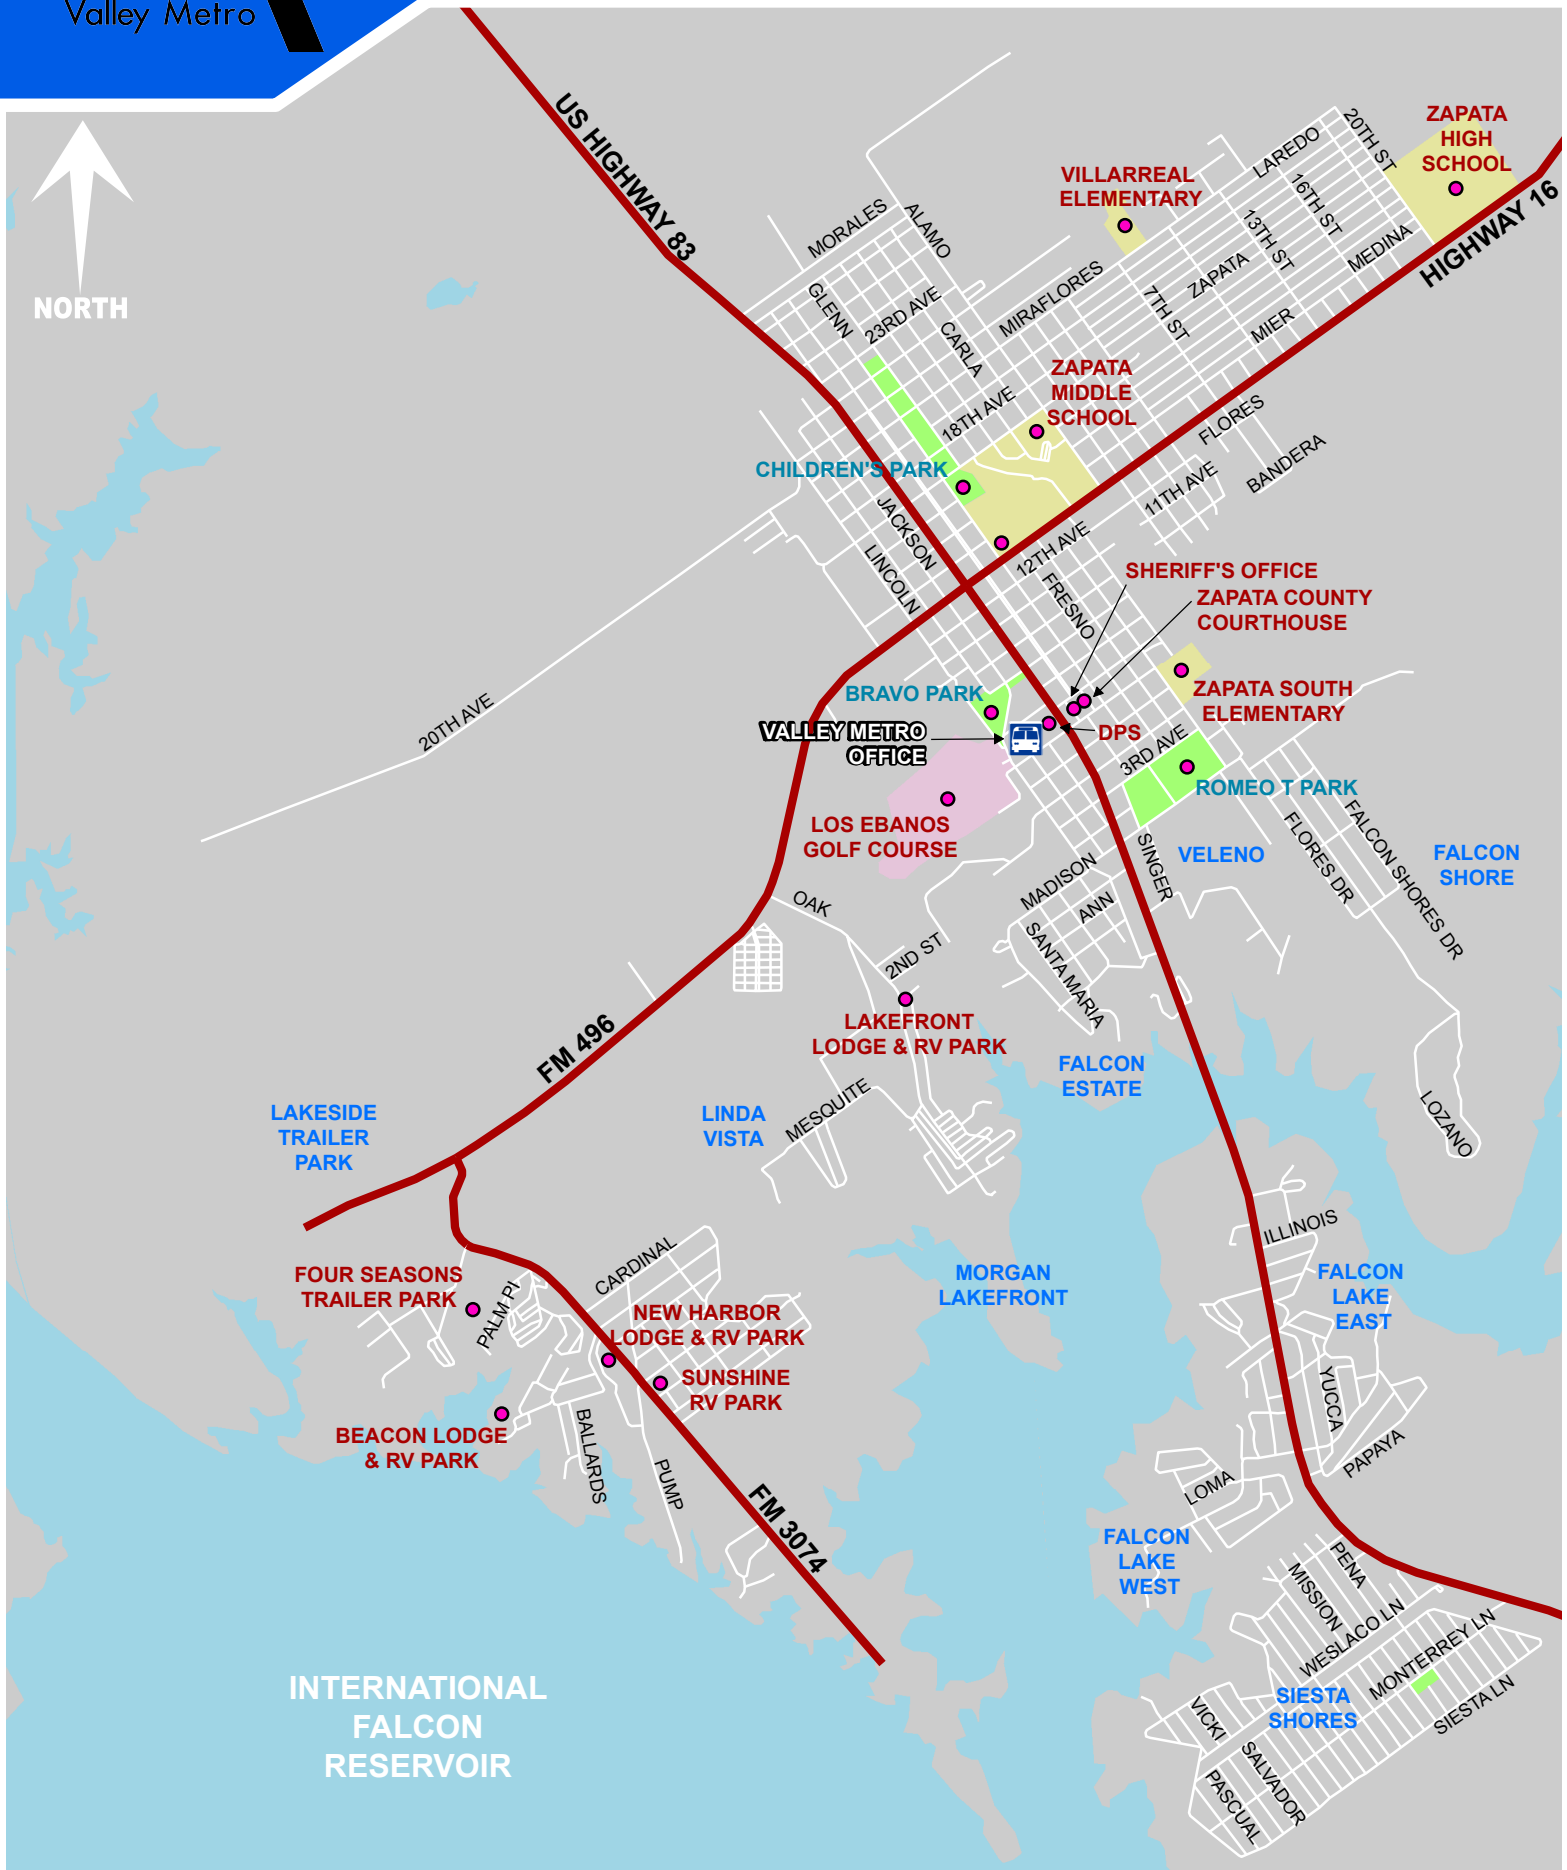 Valley Metro
NORTH
US HIGHWAY 83
ZAPATA
HIGH
SCHOOL
20TH ST
LAREDO
VILLARREAL
ELEMENTARY
16TH ST
HIGHWAY 16
MORALES
ALAMO
13TH ST
MEDINA
ZAPATA
MIRAFLORES
7TH ST
GLENN
23RD AVE
CARLA
MIER
ZAPATA
MIDDLE
SCHOOL
18TH AVE
FLORES
BANDERA
CHILDREN'S PARK
11TH AVE
JACKSON
LINCOLN
12TH AVE
FRESNO
SHERIFF'S OFFICE
ZAPATA COUNTY
COURTHOUSE
BRAVO PARK
ZAPATA SOUTH
ELEMENTARY
20TH AVE
VALLEY METRO
OFFICE
DPS
3RD AVE
ROMEO T PARK
LOS EBANOS
GOLF COURSE
SINGER
VELENO
FLORES DR
FALCON SHORES DR
FALCON
SHORE
MADISON
ANN
OAK
SANTA MARIA
2ND ST
LAKEFRONT
LODGE & RV PARK
FM 496
FALCON
ESTATE
LAKESIDE
TRAILER
PARK
LINDA
VISTA
MESQUITE
LOZANO
ILLINOIS
CARDINAL
FOUR SEASONS
TRAILER PARK
PALM PI
MORGAN
LAKEFRONT
FALCON
LAKE
EAST
NEW HARBOR
LODGE & RV PARK
SUNSHINE
RV PARK
YUCCA
BEACON LODGE
& RV PARK
BALLARDS
PUMP
PAPAYA
LOMA
FM 3074
FALCON
LAKE
WEST
PENA
MISSION
WESLACO LN
MONTERREY LN
SIESTA
SHORES
SIESTA LN
INTERNATIONAL
FALCON
RESERVOIR
VICKI
SALVADOR
PASCUAL